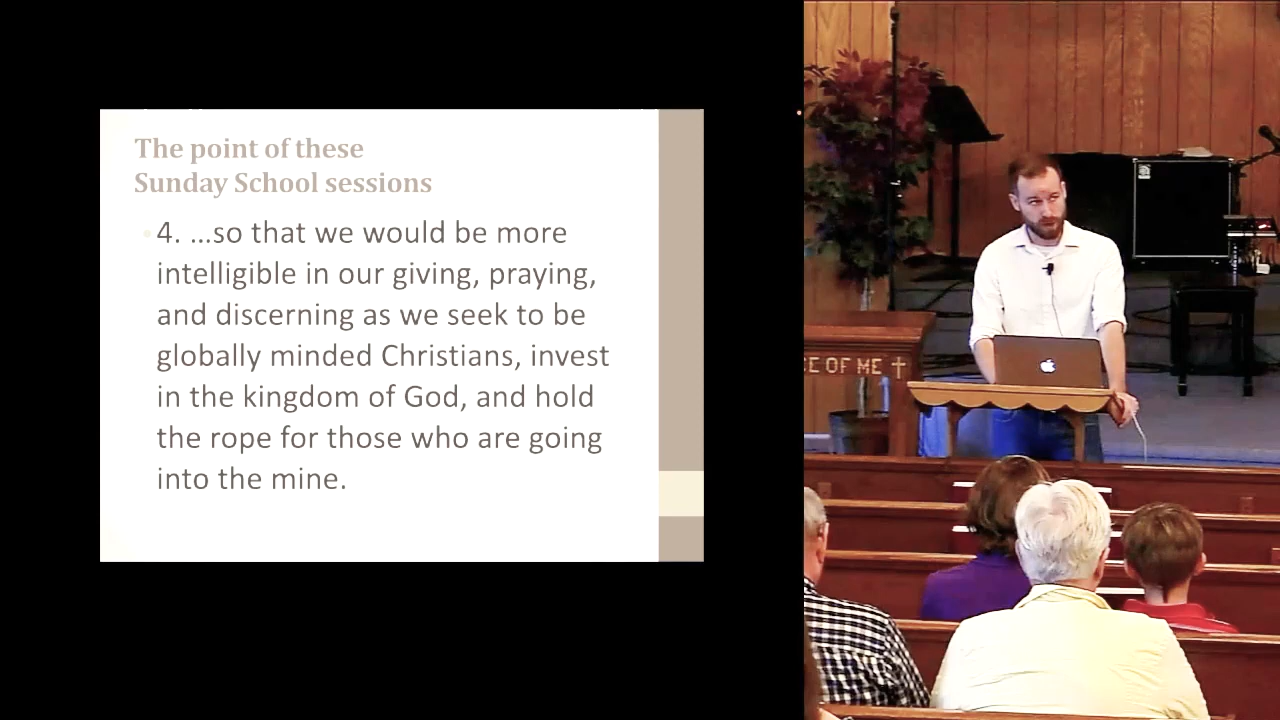 The point of these
Sunday School sessions
4. ...so that we would be more
intelligible in our giving, praying,
and discerning as we seek to be
globally minded Christians, invest
in the kingdom of God, and hold
the rope for those who are going
into the mine.
OF ME